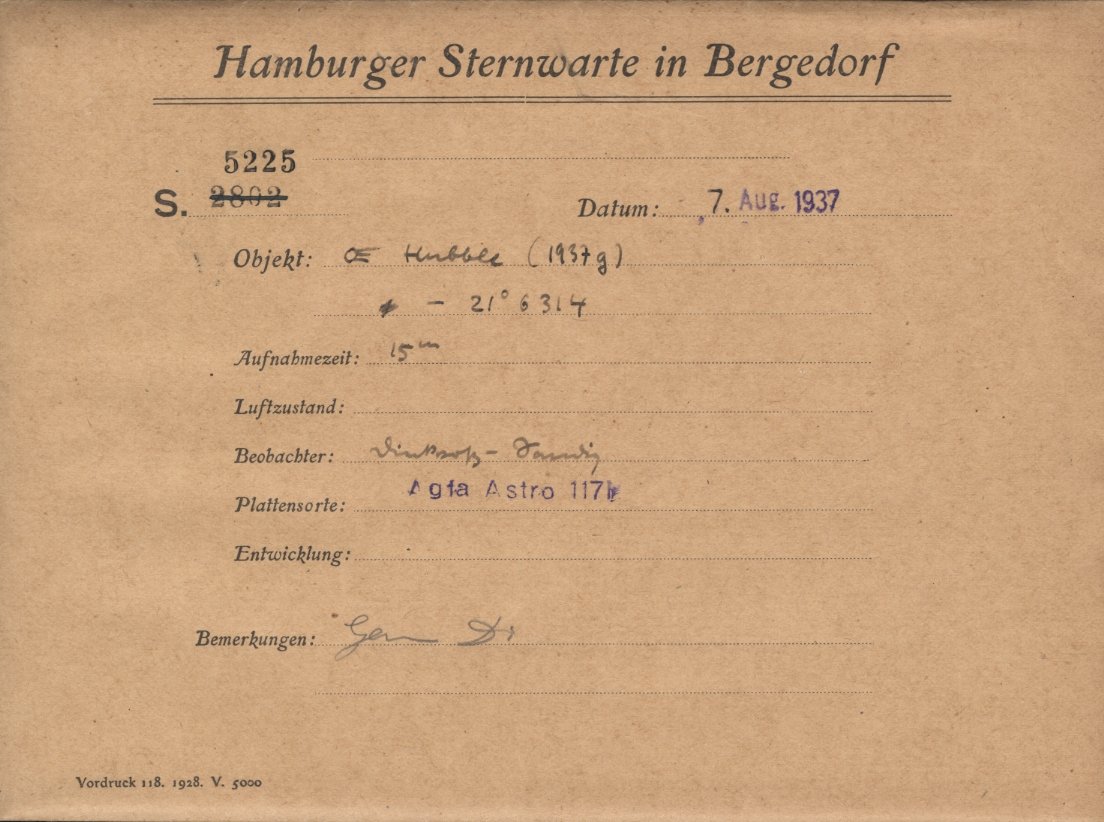 Hamburger Sternwarte in Bergedorf
5225
S. 2802
Datum: 7. Aug. 1937
Objekt: Œ Hubble (1937g)
* - 21° 6314
Aufnahmezeit: 15m
Luftzustand:
Beobachter:
Plattensorte: Agfa Astro 117b
Entwicklung:
Bemerkungen:
Vordruck 118. 1928. V. 5000